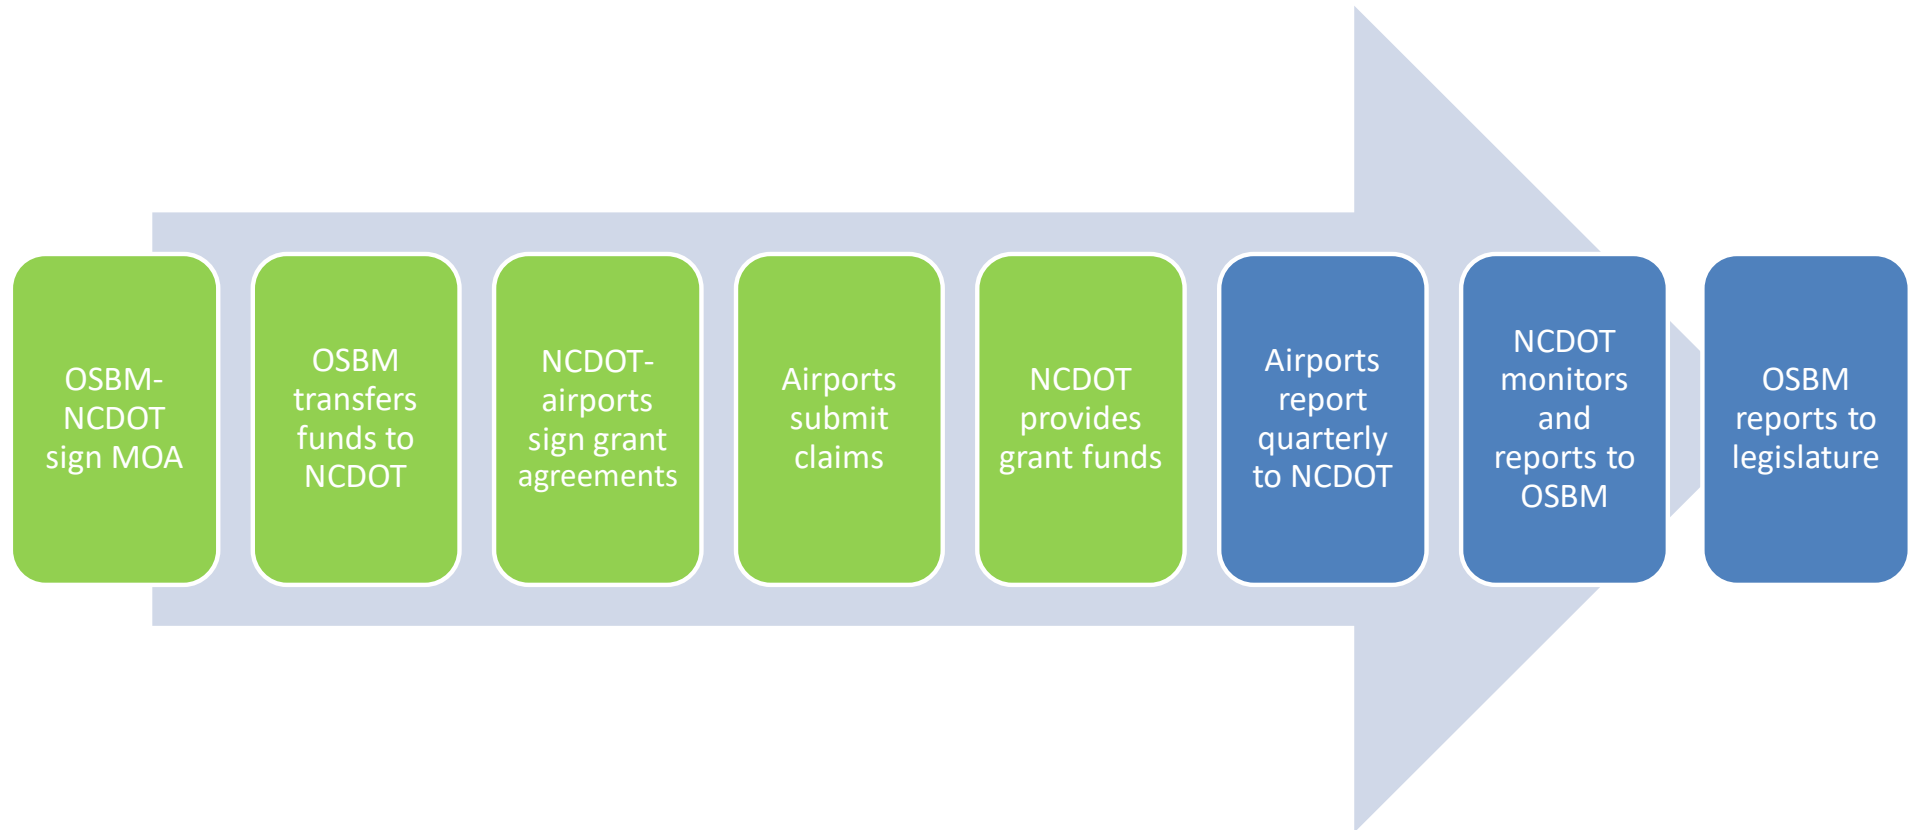 OSBM-
NCDOT
sign MOA
OSBM
transfers
funds to
NCDOT
NCDOT-
airports
sign grant
agreements
Airports
submit
claims
NCDOT
provides
grant funds
Airports
report
quarterly
to NCDOT
NCDOT
monitors
and
reports to
OSBM
OSBM
reports to
legislature